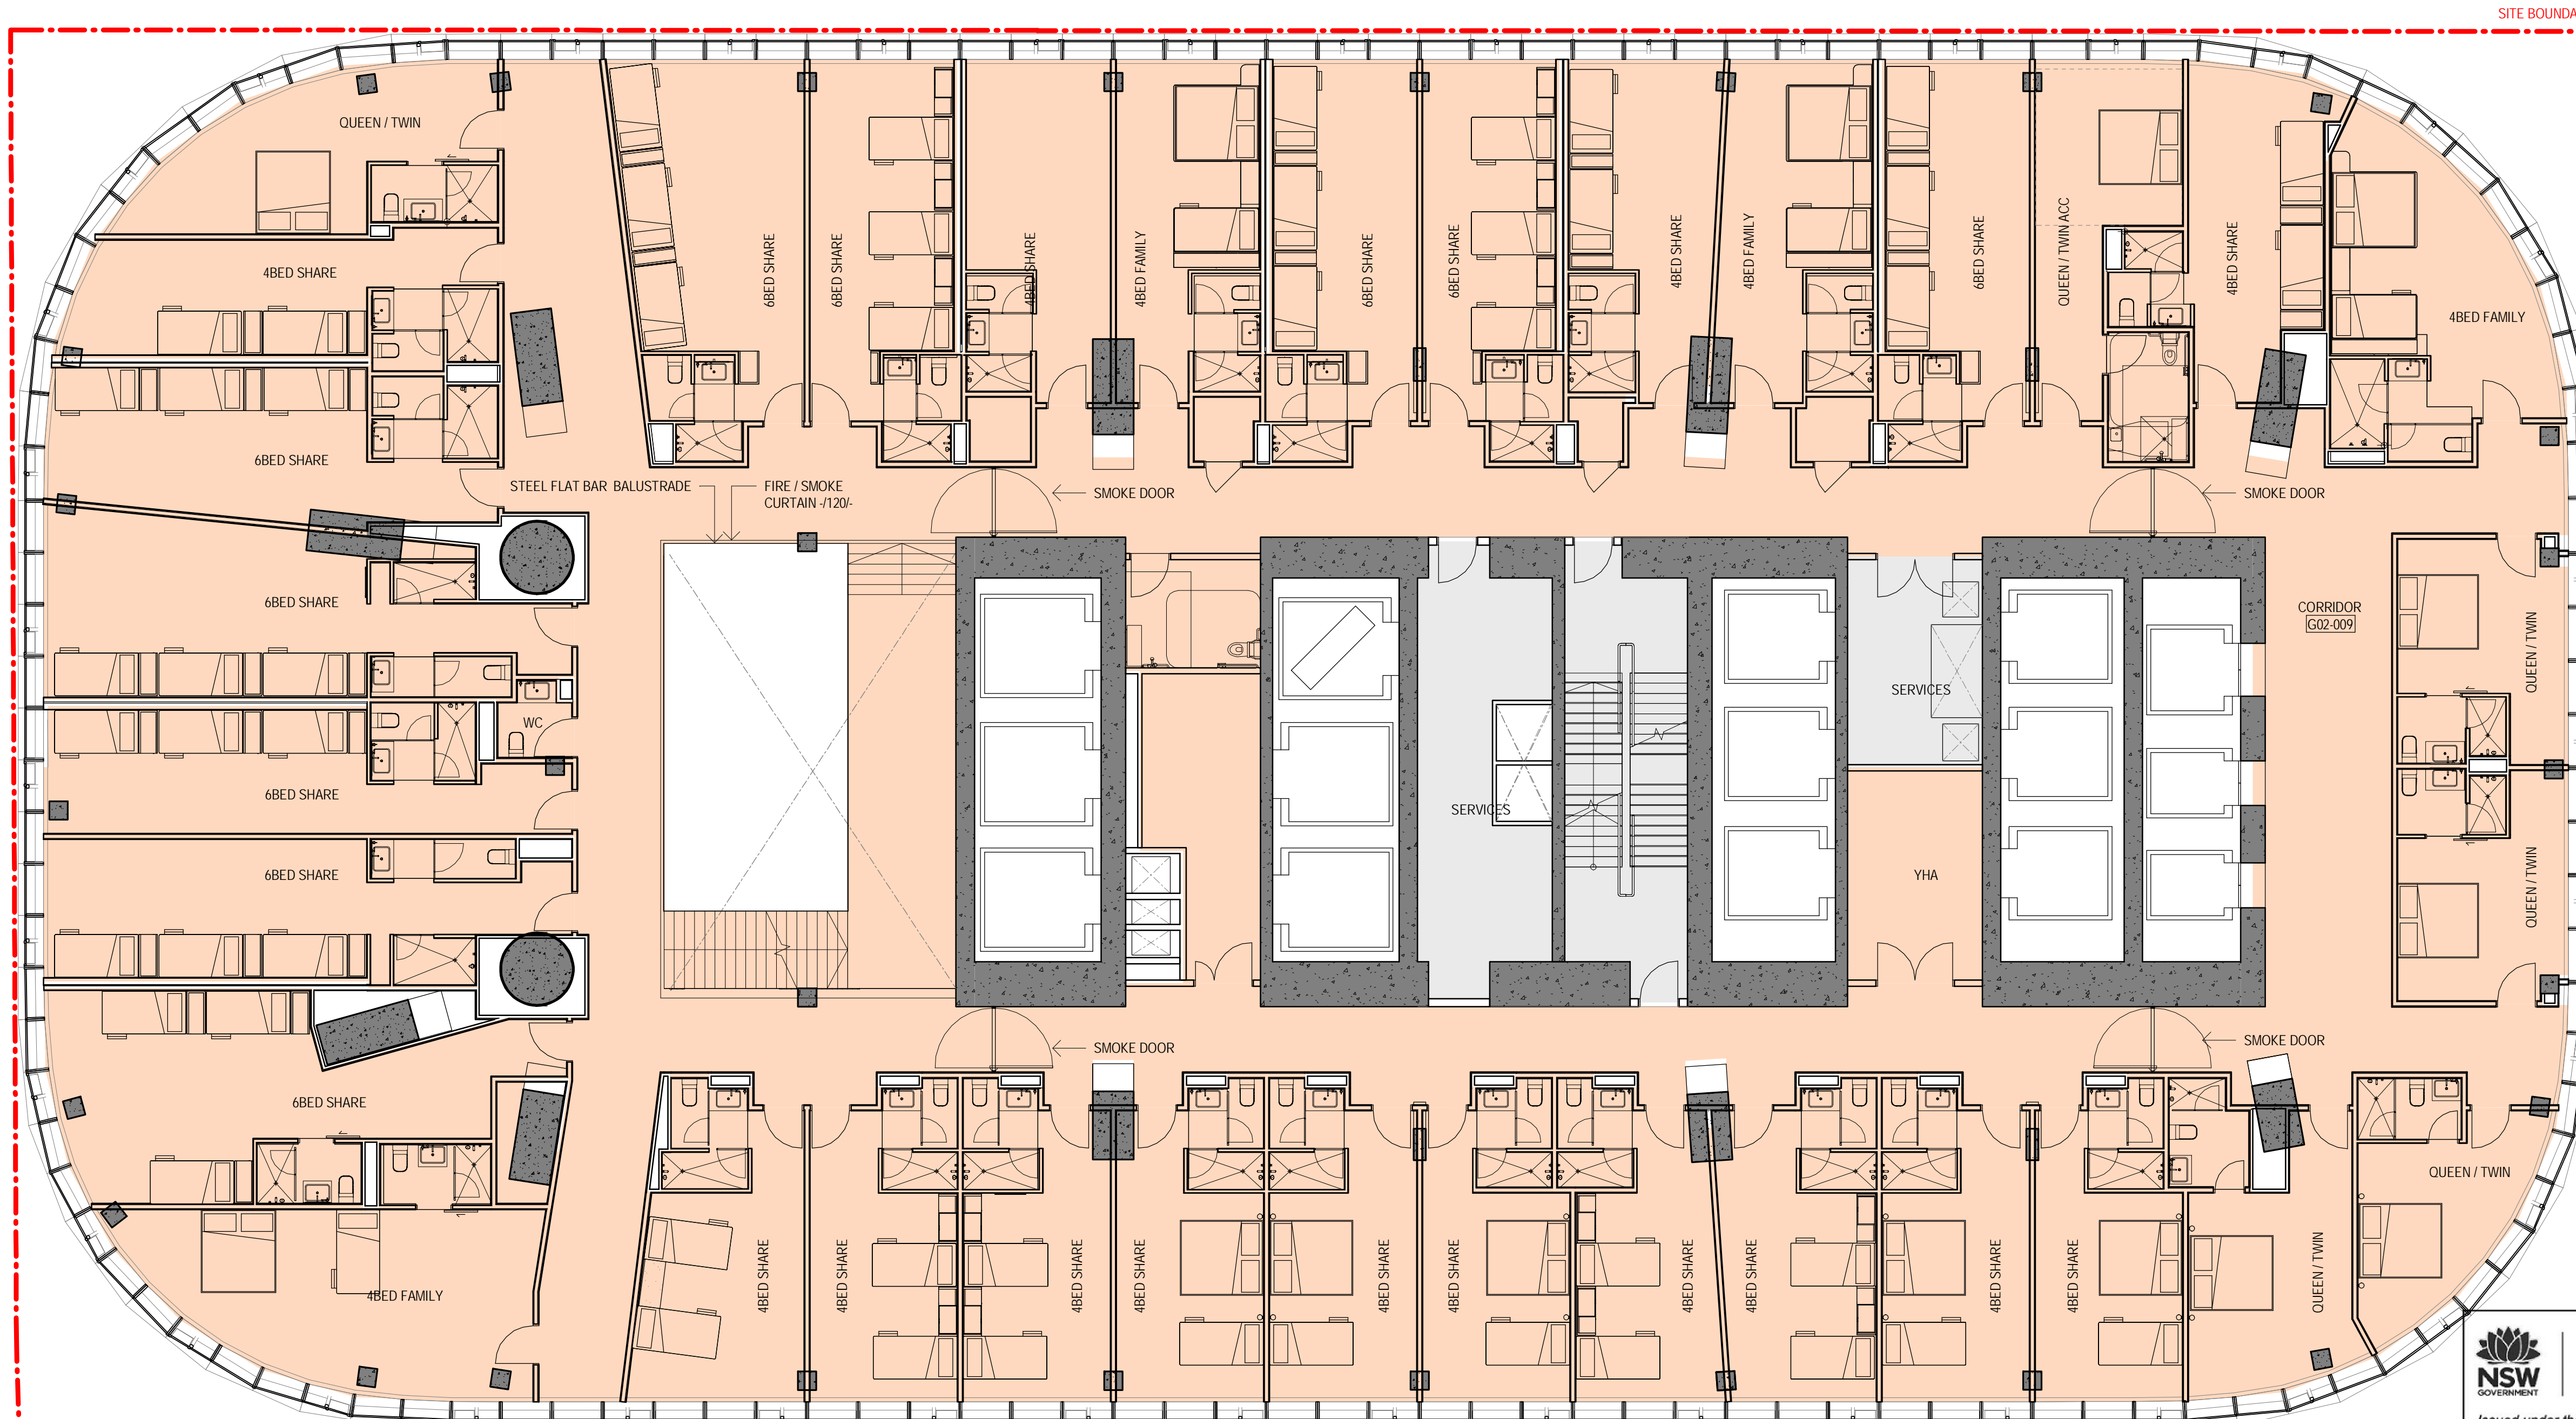 SITE BOUNDA
QUEEN / TWIN
4BED SHARE
6BED SHARE
6BED SHARE
6BED SHARE
4BED SHARE
4BED FAMILY
6BED SHARE
6BED SHARE
4BED SHARE
4BED FAMILY
6BED SHARE
QUEEN / TWIN ACC
4BED SHARE
4BED FAMILY
STEEL FLAT BAR BALUSTRADE
FIRE / SMOKE
CURTAIN -/120/-
SMOKE DOOR
SMOKE DOOR
6BED SHARE
WC
6BED SHARE
6BED SHARE
6BED SHARE
SERVICES
SERVICES
YHA
CORRIDOR
G02-009
QUEEN / TWIN
QUEEN / TWIN
SMOKE DOOR
SMOKE DOOR
4BED FAMILY
4BED SHARE
4BED SHARE
4BED SHARE
4BED SHARE
4BED SHARE
4BED SHARE
4BED SHARE
4BED SHARE
4BED SHARE
4BED SHARE
QUEEN / TWIN
QUEEN / TWIN
NSW
GOVERNMENT